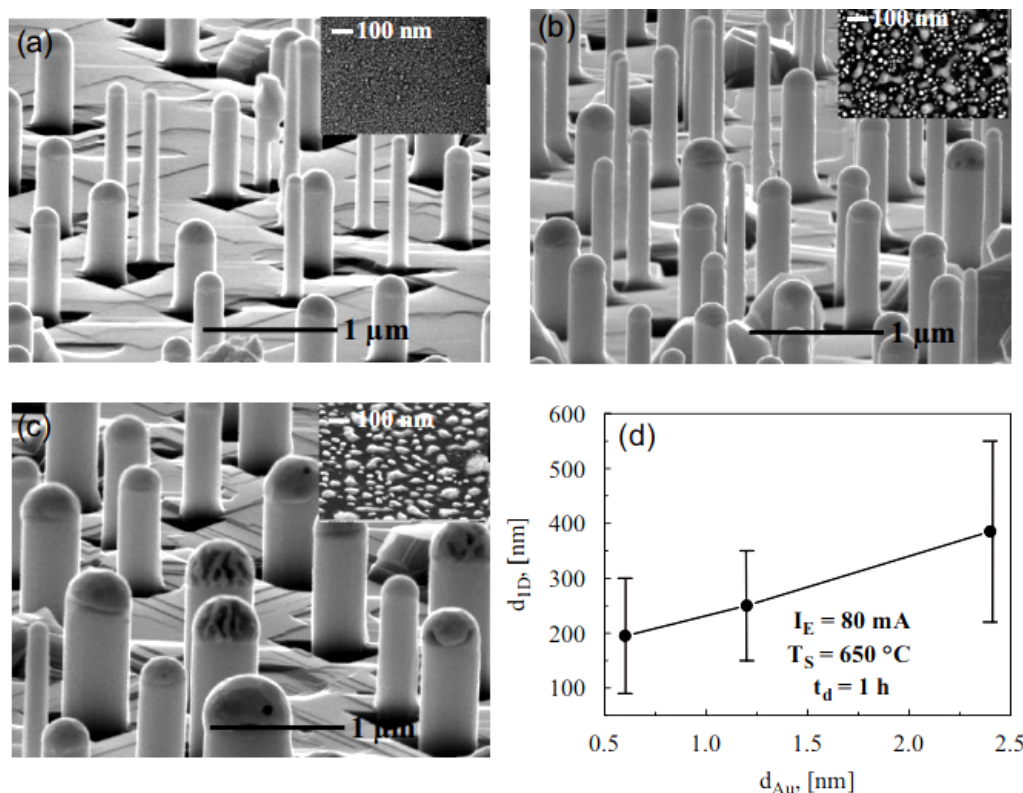 (a)
100 nm
1 µm
(b)
100 nm
1 µm
(c)
100 nm
1 µm
(d)
600
500
400
300
200
100
d1D, [nm]
IE = 80 mA
TS = 650 °C
td = 1 h
0.5 1.0 1.5 2.0 2.5
dAu, [nm]